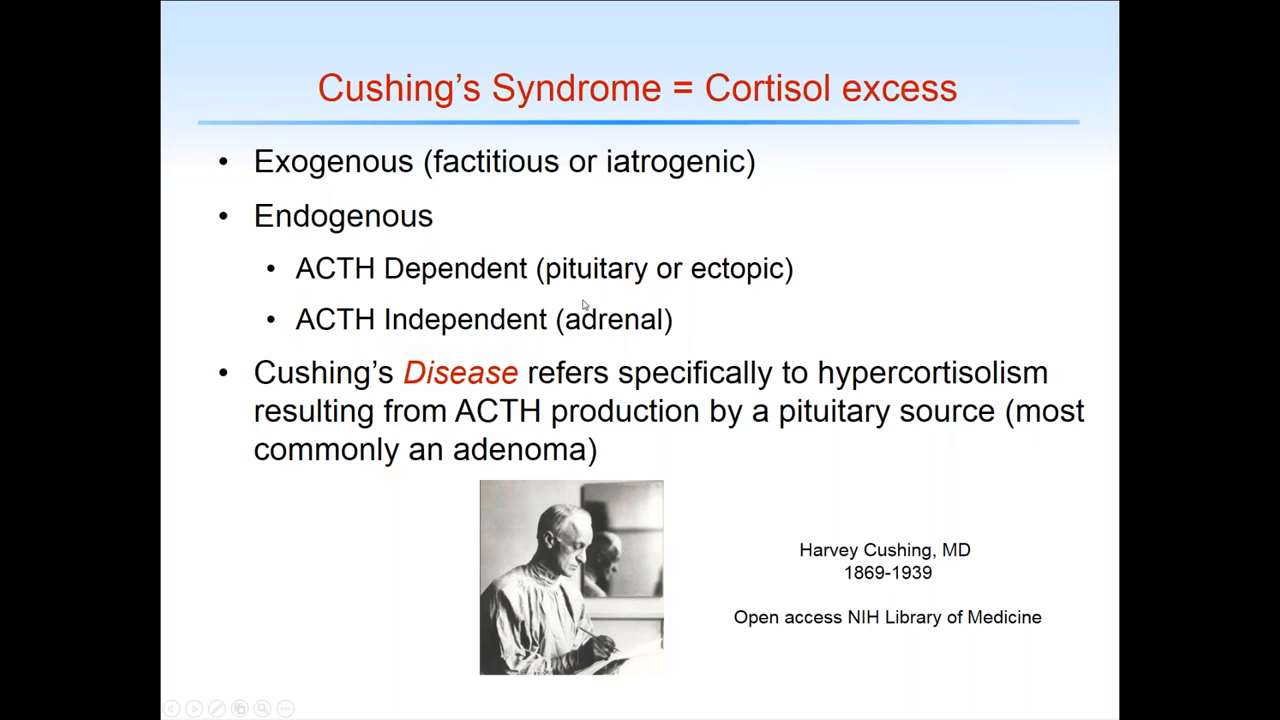 Cushing’s Syndrome = Cortisol excess
• Exogenous (factitious or iatrogenic)
• Endogenous
• ACTH Dependent (pituitary or ectopic)
• ACTH Independent (adrenal)
• Cushing’s Disease refers specifically to hypercortisolism
resulting from ACTH production by a pituitary source (most
commonly an adenoma)
Harvey Cushing, MD
1869-1939
Open access NIH Library of Medicine